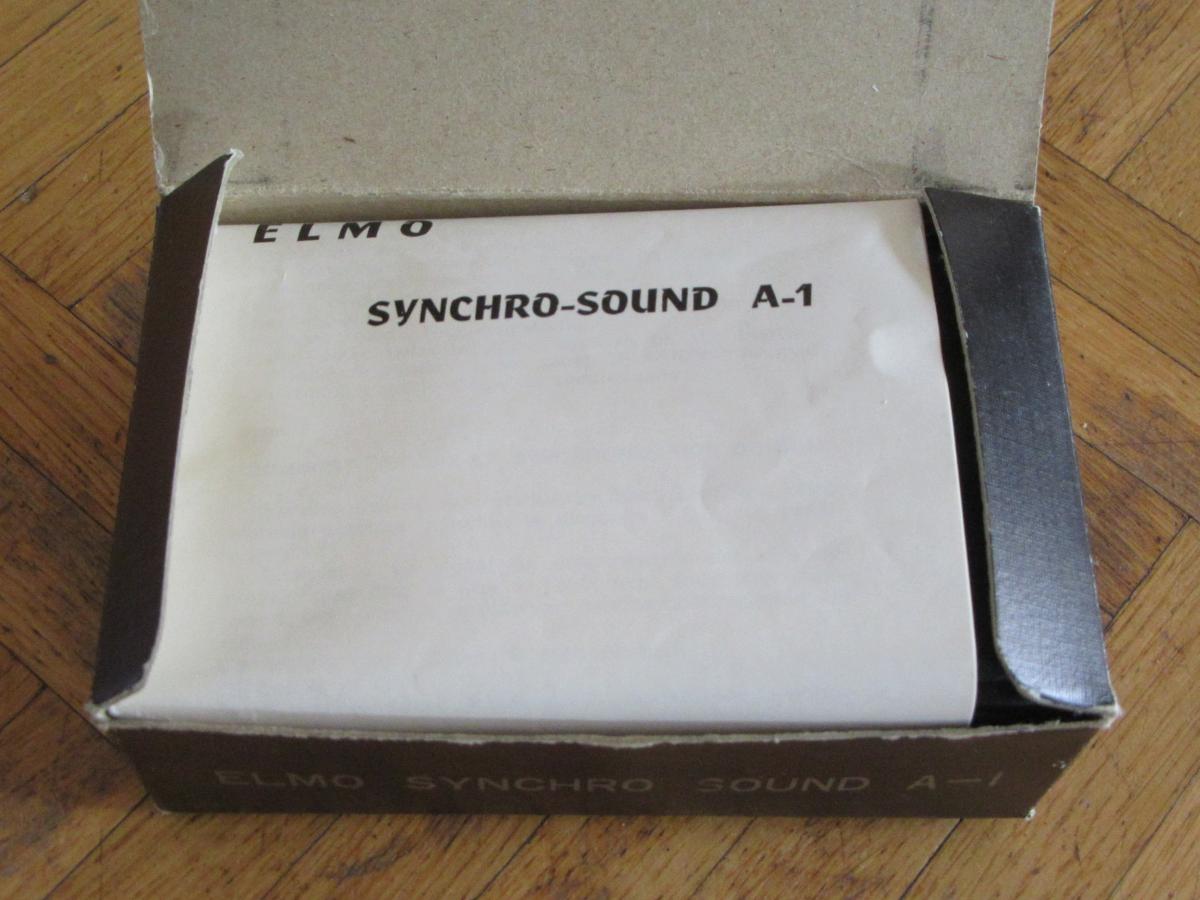 ELMO
SYNCHRO-SOUND A-1
ELMO SYNCHRO SOUND A-1